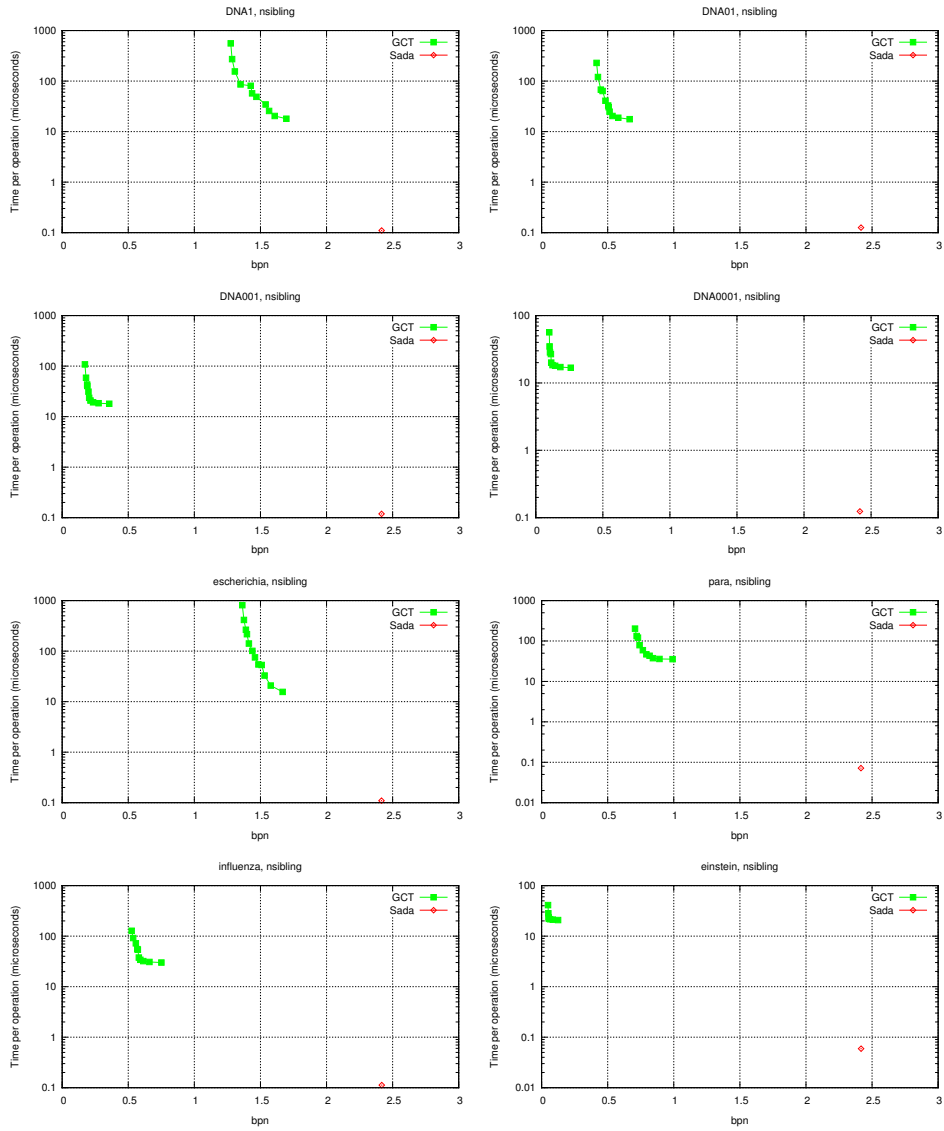 DNA1, nsibling
1000
100
10
1
0.1
Time per operation (microseconds)
GCT
Sada
0 0.5 1 1.5 2 2.5 3
bpn
DNA01, nsibling
1000
100
10
1
0.1
Time per operation (microseconds)
GCT
Sada
0 0.5 1 1.5 2 2.5 3
bpn
DNA001, nsibling
1000
100
10
1
0.1
Time per operation (microseconds)
GCT
Sada
0 0.5 1 1.5 2 2.5 3
bpn
DNA0001, nsibling
100
10
1
0.1
Time per operation (microseconds)
GCT
Sada
0 0.5 1 1.5 2 2.5 3
bpn
escherichia, nsibling
1000
100
10
1
0.1
Time per operation (microseconds)
GCT
Sada
0 0.5 1 1.5 2 2.5 3
bpn
para, nsibling
1000
100
10
1
0.1
0.01
Time per operation (microseconds)
GCT
Sada
0 0.5 1 1.5 2 2.5 3
bpn
influenza, nsibling
1000
100
10
1
0.1
Time per operation (microseconds)
GCT
Sada
0 0.5 1 1.5 2 2.5 3
bpn
einstein, nsibling
100
10
1
0.1
0.01
Time per operation (microseconds)
GCT
Sada
0 0.5 1 1.5 2 2.5 3
bpn